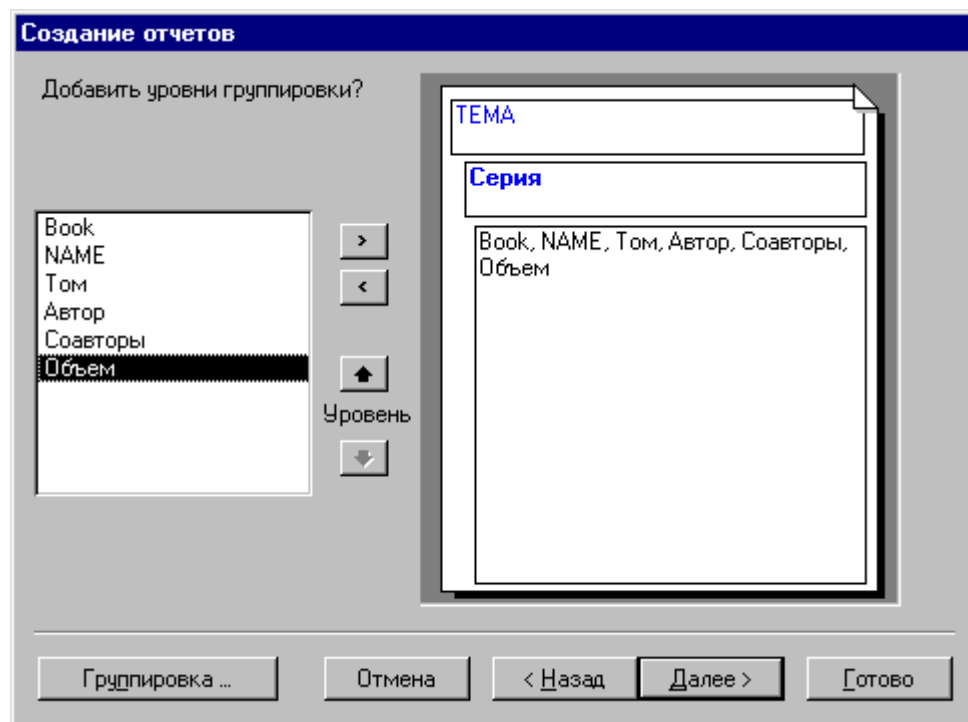 Создание отчетов
Добавить уровни группировки?
Book
NAME
Том
Автор
Соавторы
Объем
>
<
Уровень
ТЕМА
Серия
Book, NAME, Том, Автор, Соавторы,
Объем
Группировка ...
Отмена
< Назад
Далее >
Готово